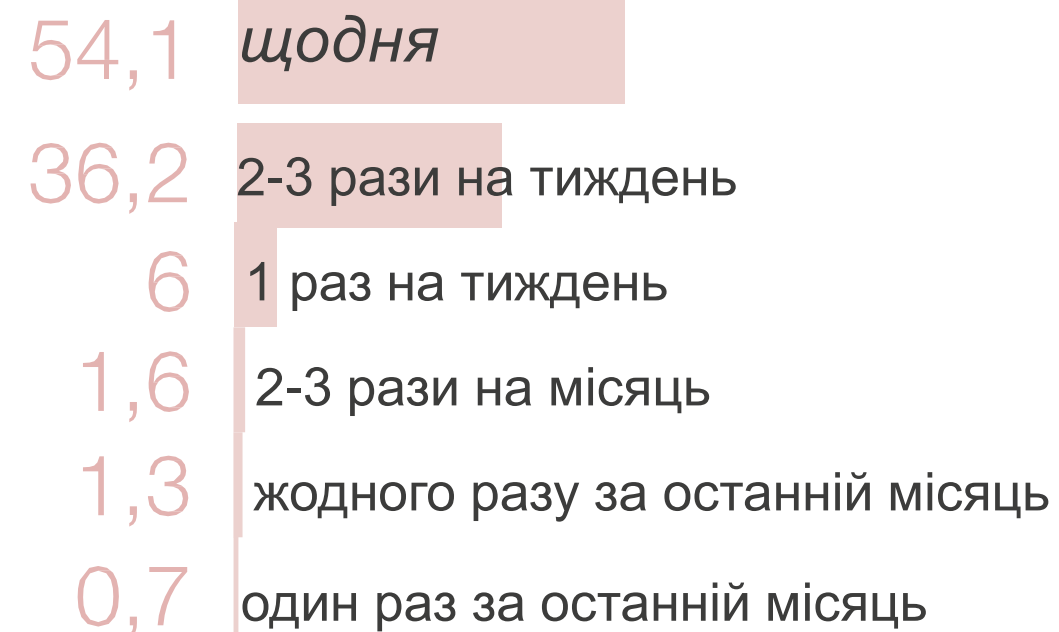 54,1 щодня
36,2 2-3 рази на тиждень
6 1 раз на тиждень
1,6 2-3 рази на місяць
1,3 жодного разу за останній місяць
0,7 один раз за останній місяць